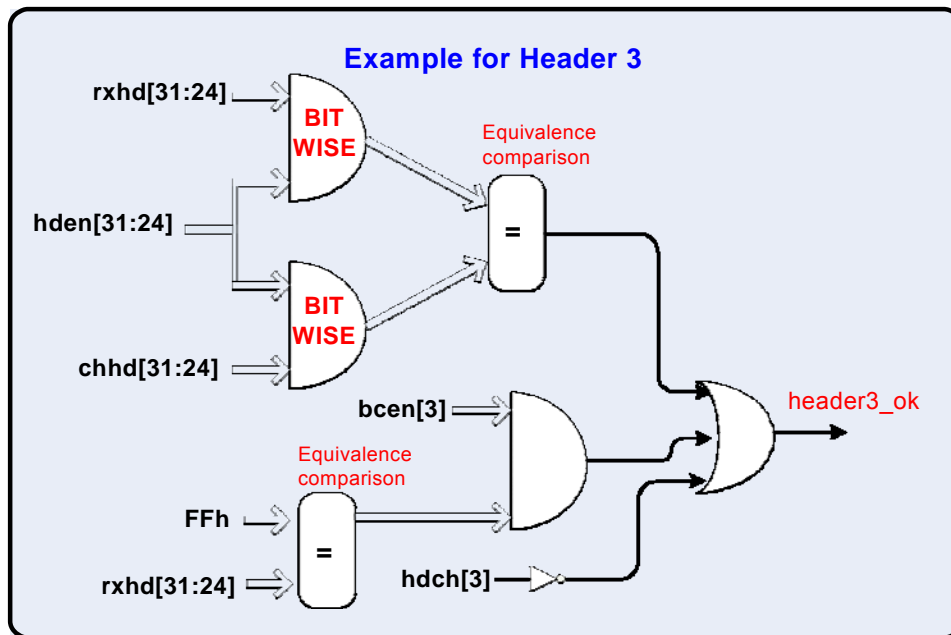 Example for Header 3
rxhd[31:24]
BIT
WISE
Equivalence
comparison
hden[31:24]
=
BIT
WISE
chhd[31:24]
bcen[3]
header3_ok
Equivalence
comparison
FFh
=
rxhd[31:24]
hdch[3]